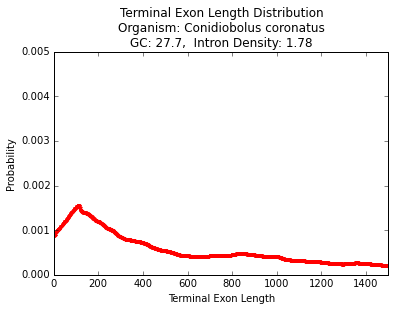 Terminal Exon Length Distribution
Organism: Conidiobolus coronatus
GC: 27.7,  Intron Density: 1.78
0.005
0.004
0.003
0.002
0.001
0.000
Probability
0 200 400 600 800 1000 1200 1400
Terminal Exon Length